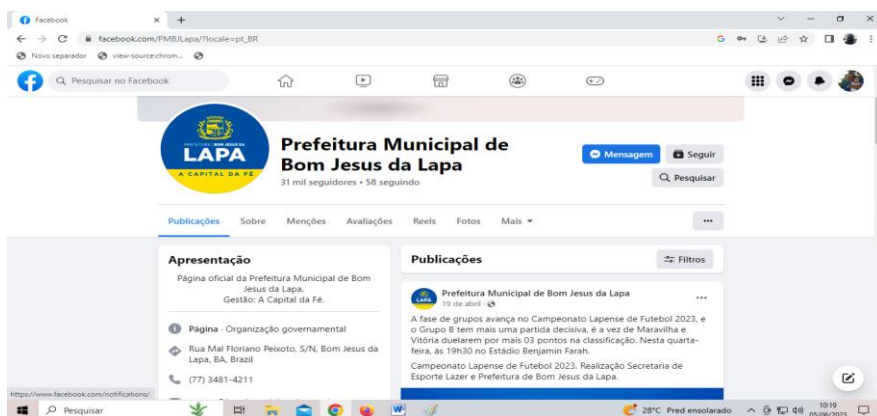 Facebook
facebook.com/PMBJLapa/?locale=pt_BR
Novo separador
view-source:chrom...
Pesquisar no Facebook
LAPA
A CAPITAL DA FÉ
Prefeitura Municipal de
Bom Jesus da Lapa
31 mil seguidores • 58 seguindo
Mensagem
Seguir
Pesquisar
Publicações Sobre Menções Avaliações Reels Fotos Mais
Apresentação
Página oficial da Prefeitura Municipal de Bom
Jesus da Lapa.
Gestão: A Capital da Fé.
Página · Organização governamental
Rua Mal Floriano Peixoto, S/N, Bom Jesus da
Lapa, BA, Brazil
(77) 3481-4211
Publicações
Filtros
Prefeitura Municipal de Bom Jesus da Lapa
19 de abril ·
A fase de grupos avança no Campeonato Lapense de Futebol 2023, e
o Grupo B tem mais uma partida decisiva, é a vez de Maravilha e
Vitória duelarem por mais 03 pontos na classificação. Nesta quarta-
feira, às 19h30 no Estádio Benjamin Farah.
Campeonato Lapense de Futebol 2023. Realização Secretaria de
Esporte Lazer e Prefeitura de Bom Jesus da Lapa.
https://www.facebook.com/notifications/
Pesquisar
28°C Pred ensolarado
10:19
05/06/2023